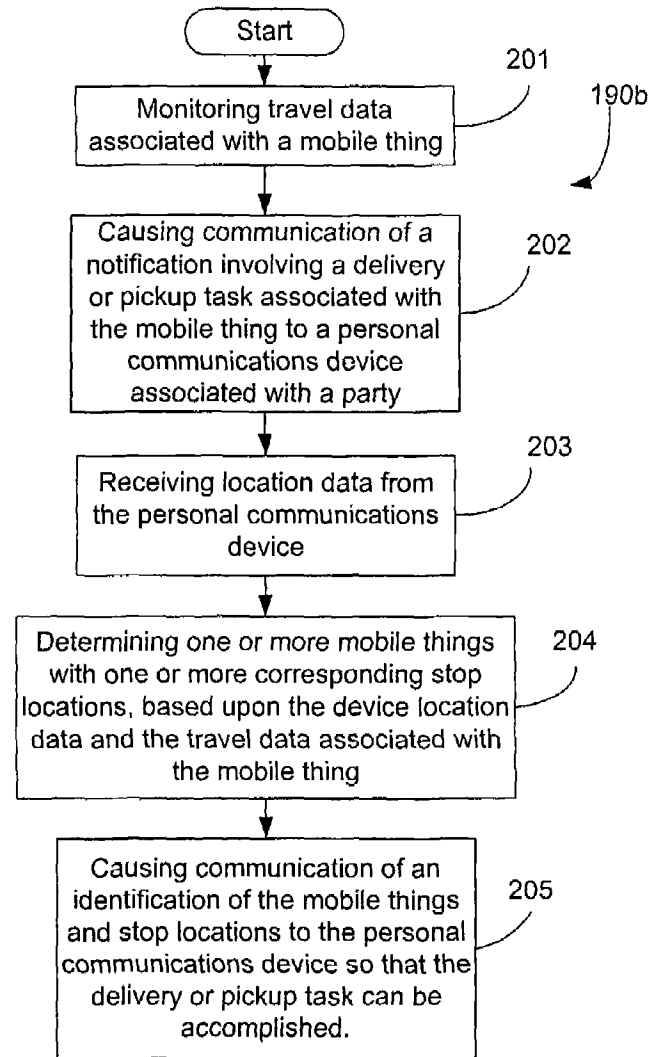 Start
201
190b
Monitoring travel data
associated with a mobile thing
202
Causing communication of a
notification involving a delivery
or pickup task associated with
the mobile thing to a personal
communications device
associated with a party
203
Receiving location data from
the personal communications
device
204
Determining one or more mobile things
with one or more corresponding stop
locations, based upon the device location
data and the travel data associated with
the mobile thing
205
Causing communication of an
identification of the mobile things
and stop locations to the personal
communications device so that the
delivery or pickup task can be
accomplished.